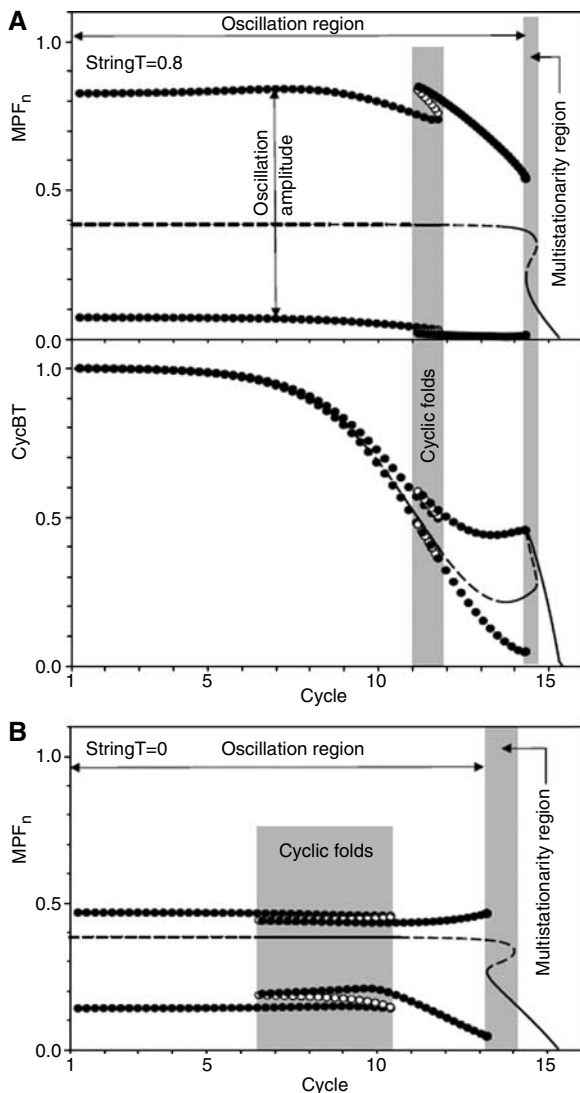 A
Oscillation region
StringT=0.8
1.0
0.5
0.0
MPFn
Oscillation
amplitude
Multistationarity region
1.0
0.5
0.0
CycBT
Cyclic folds
1 5 10 15
Cycle
B
StringT=0 Oscillation region
1.0
0.5
0.0
MPFn
Cyclic folds
Multistationarity region
1 5 10 15
Cycle